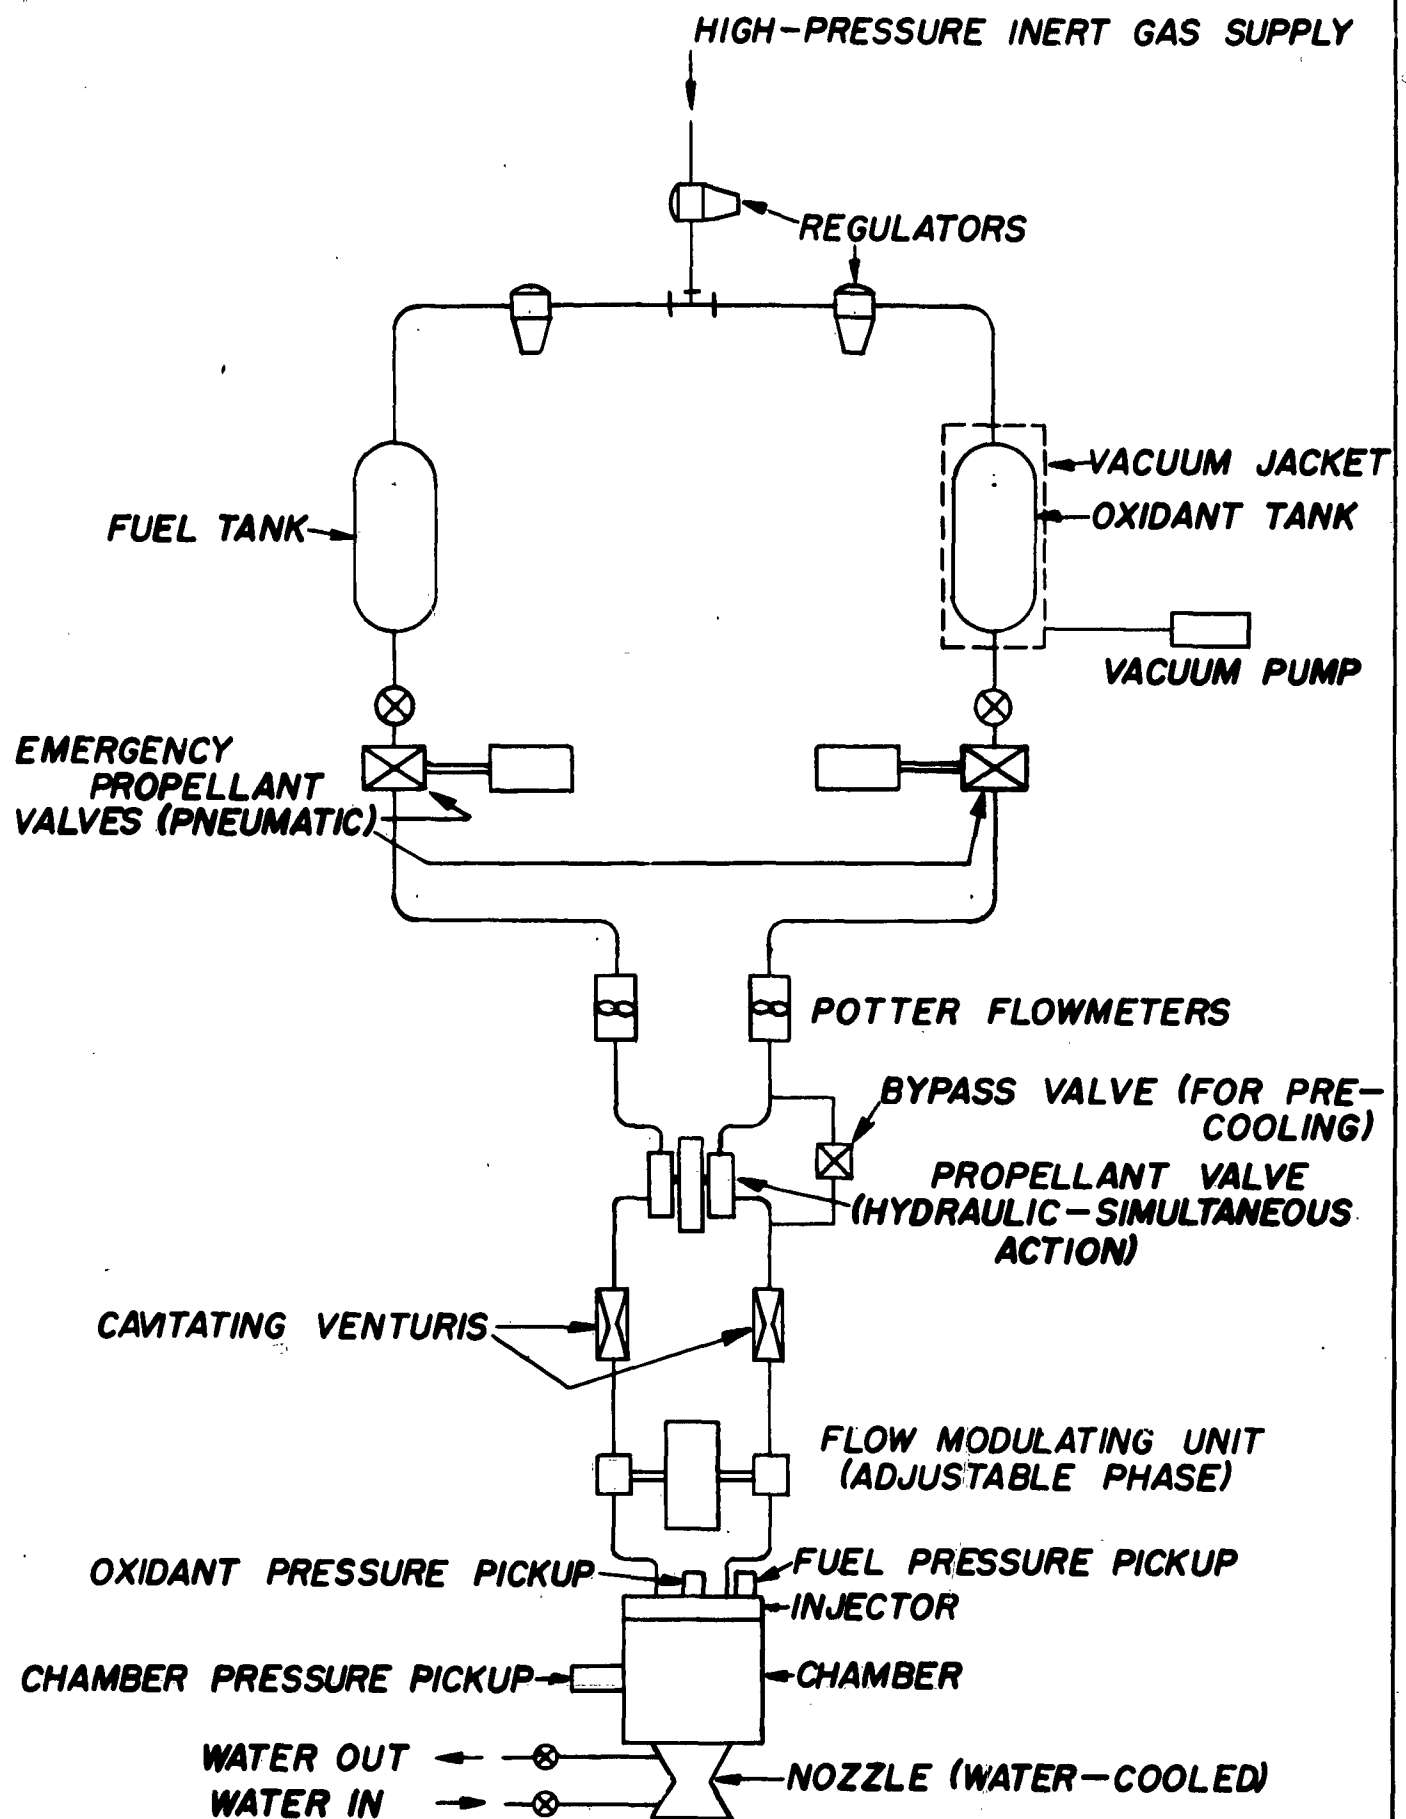 HIGH-PRESSURE INERT GAS SUPPLY
REGULATORS
VACUUM JACKET
OXIDANT TANK
FUEL TANK
VACUUM PUMP
EMERGENCY
PROPELLANT
VALVES (PNEUMATIC)
POTTER FLOWMETERS
BYPASS VALVE (FOR PRE-
COOLING)
PROPELLANT VALVE
(HYDRAULIC-SIMULTANEOUS
ACTION)
CAVITATING VENTURIS
FLOW MODULATING UNIT
(ADJUSTABLE PHASE)
OXIDANT PRESSURE PICKUP
FUEL PRESSURE PICKUP
INJECTOR
CHAMBER PRESSURE PICKUP
CHAMBER
WATER OUT
NOZZLE (WATER-COOLED)
WATER IN